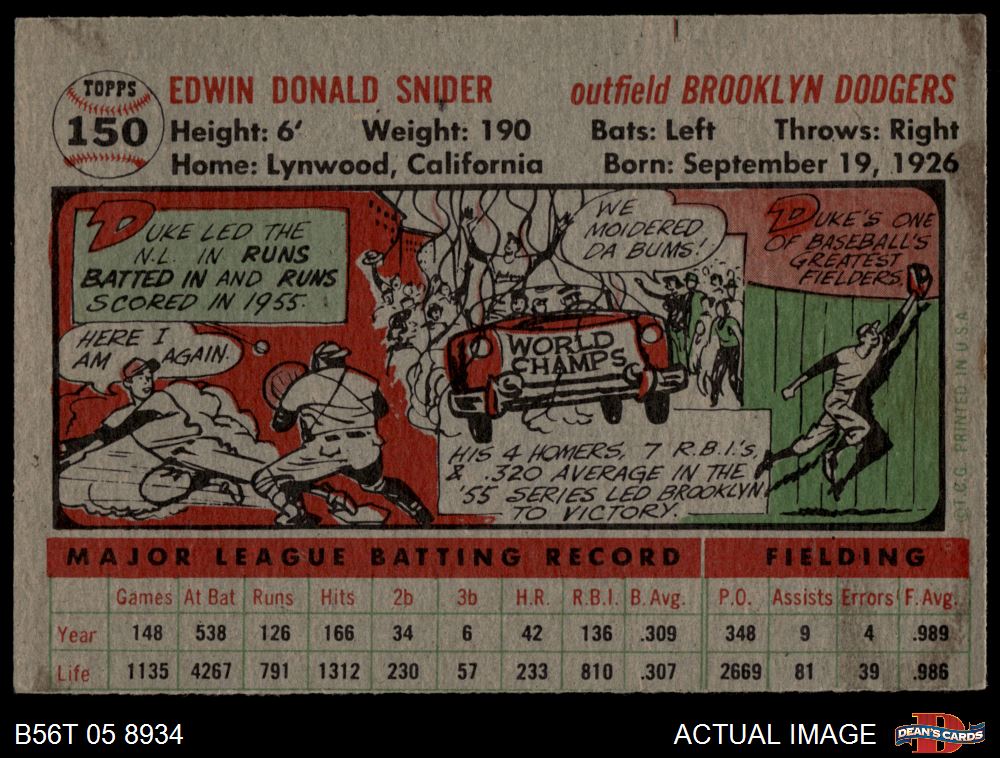 TOPPS
150
EDWIN DONALD SNIDER outfield BROOKLYN DODGERS
Height: 6' Weight: 190 Bats: Left Throws: Right
Home: Lynwood, California Born: September 19, 1926
DUKE LED THE
N.L. IN RUNS
BATTED IN AND RUNS
SCORED IN 1955.
HERE I
AM AGAIN.
WE
MOIDERED
DA BUMS!
WORLD
CHAMPS
HIS 4 HOMERS, 7 R.B.I.'S,
& .320 AVERAGE IN THE
'55 SERIES LED BROOKLYN
TO VICTORY.
DUKE'S ONE
OF BASEBALL'S
GREATEST
FIELDERS.
©T.C.G. PRINTED IN U.S.A.
MAJOR LEAGUE BATTING RECORD FIELDING
Games At Bat Runs Hits 2b 3b H.R. R.B.I. B. Avg. P.O. Assists Errors F. Avg.
Year 148 538 126 166 34 6 42 136 .309 348 9 4 .989
Life 1135 4267 791 1312 230 57 233 810 .307 2669 81 39 .986
B56T 05 8934 ACTUAL IMAGE DEAN'S CARDS